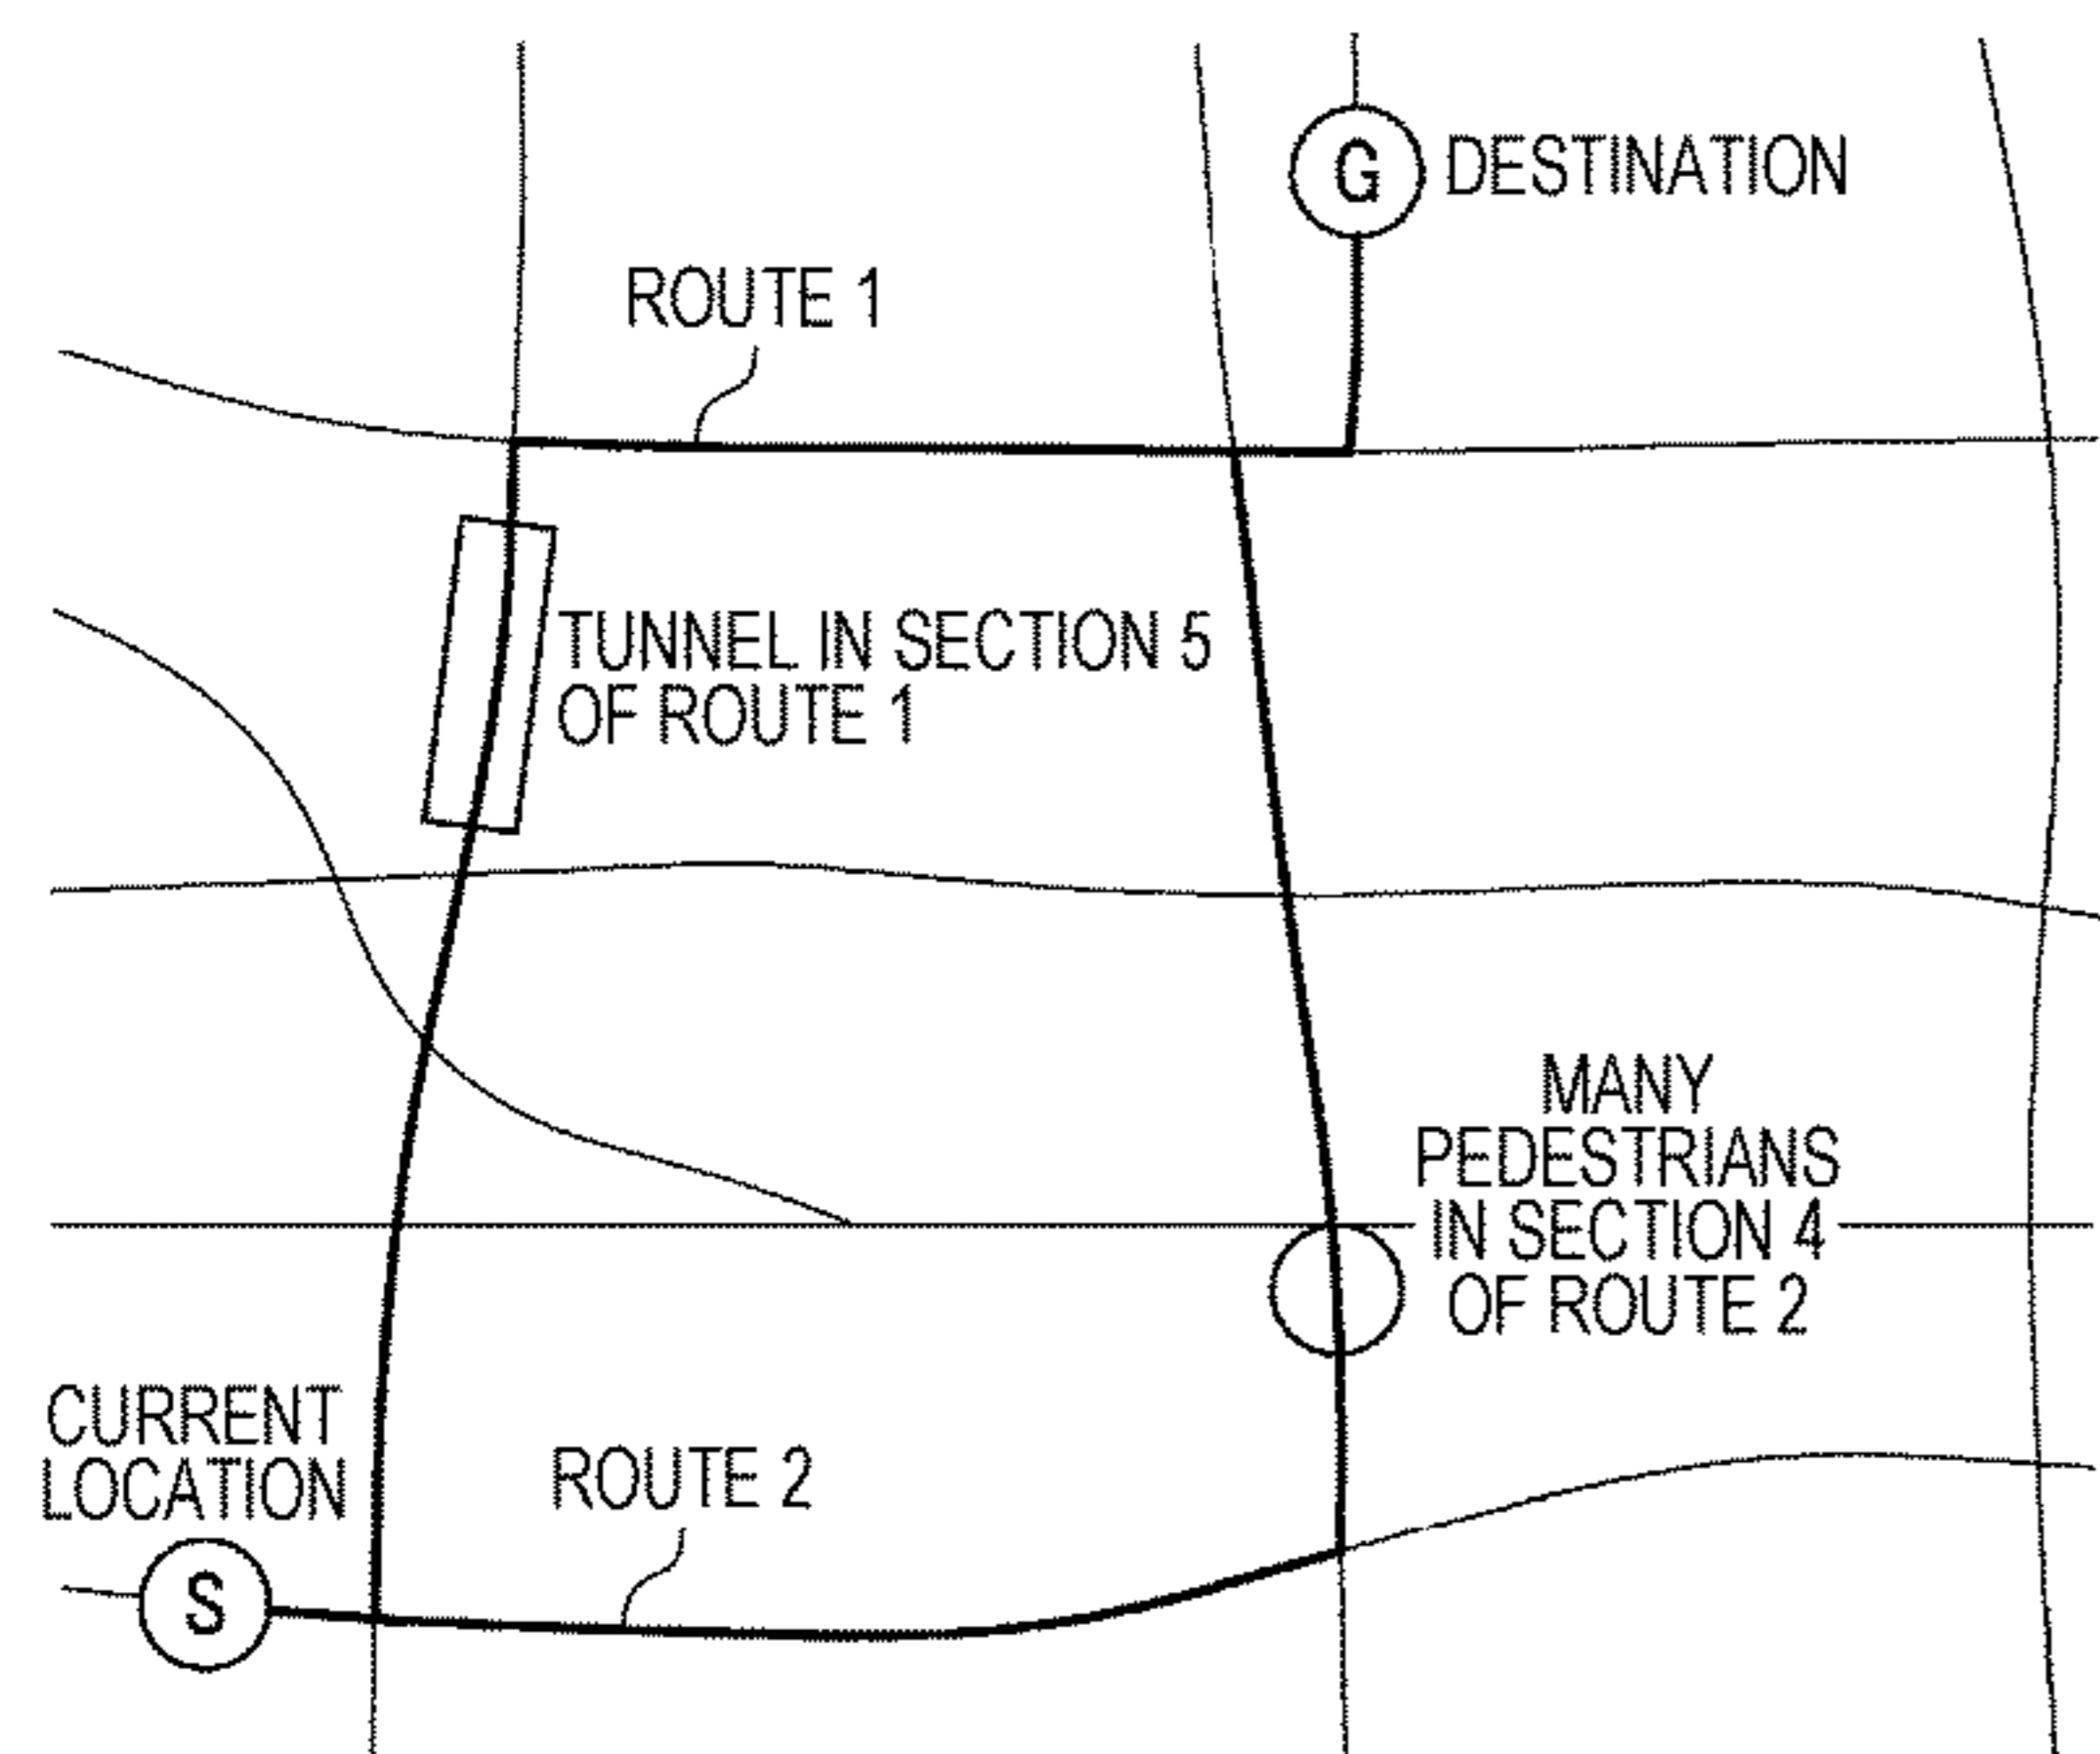 G DESTINATION
ROUTE 1
TUNNEL IN SECTION 5
OF ROUTE 1
MANY
PEDESTRIANS
IN SECTION 4
OF ROUTE 2
CURRENT
LOCATION
ROUTE 2
S